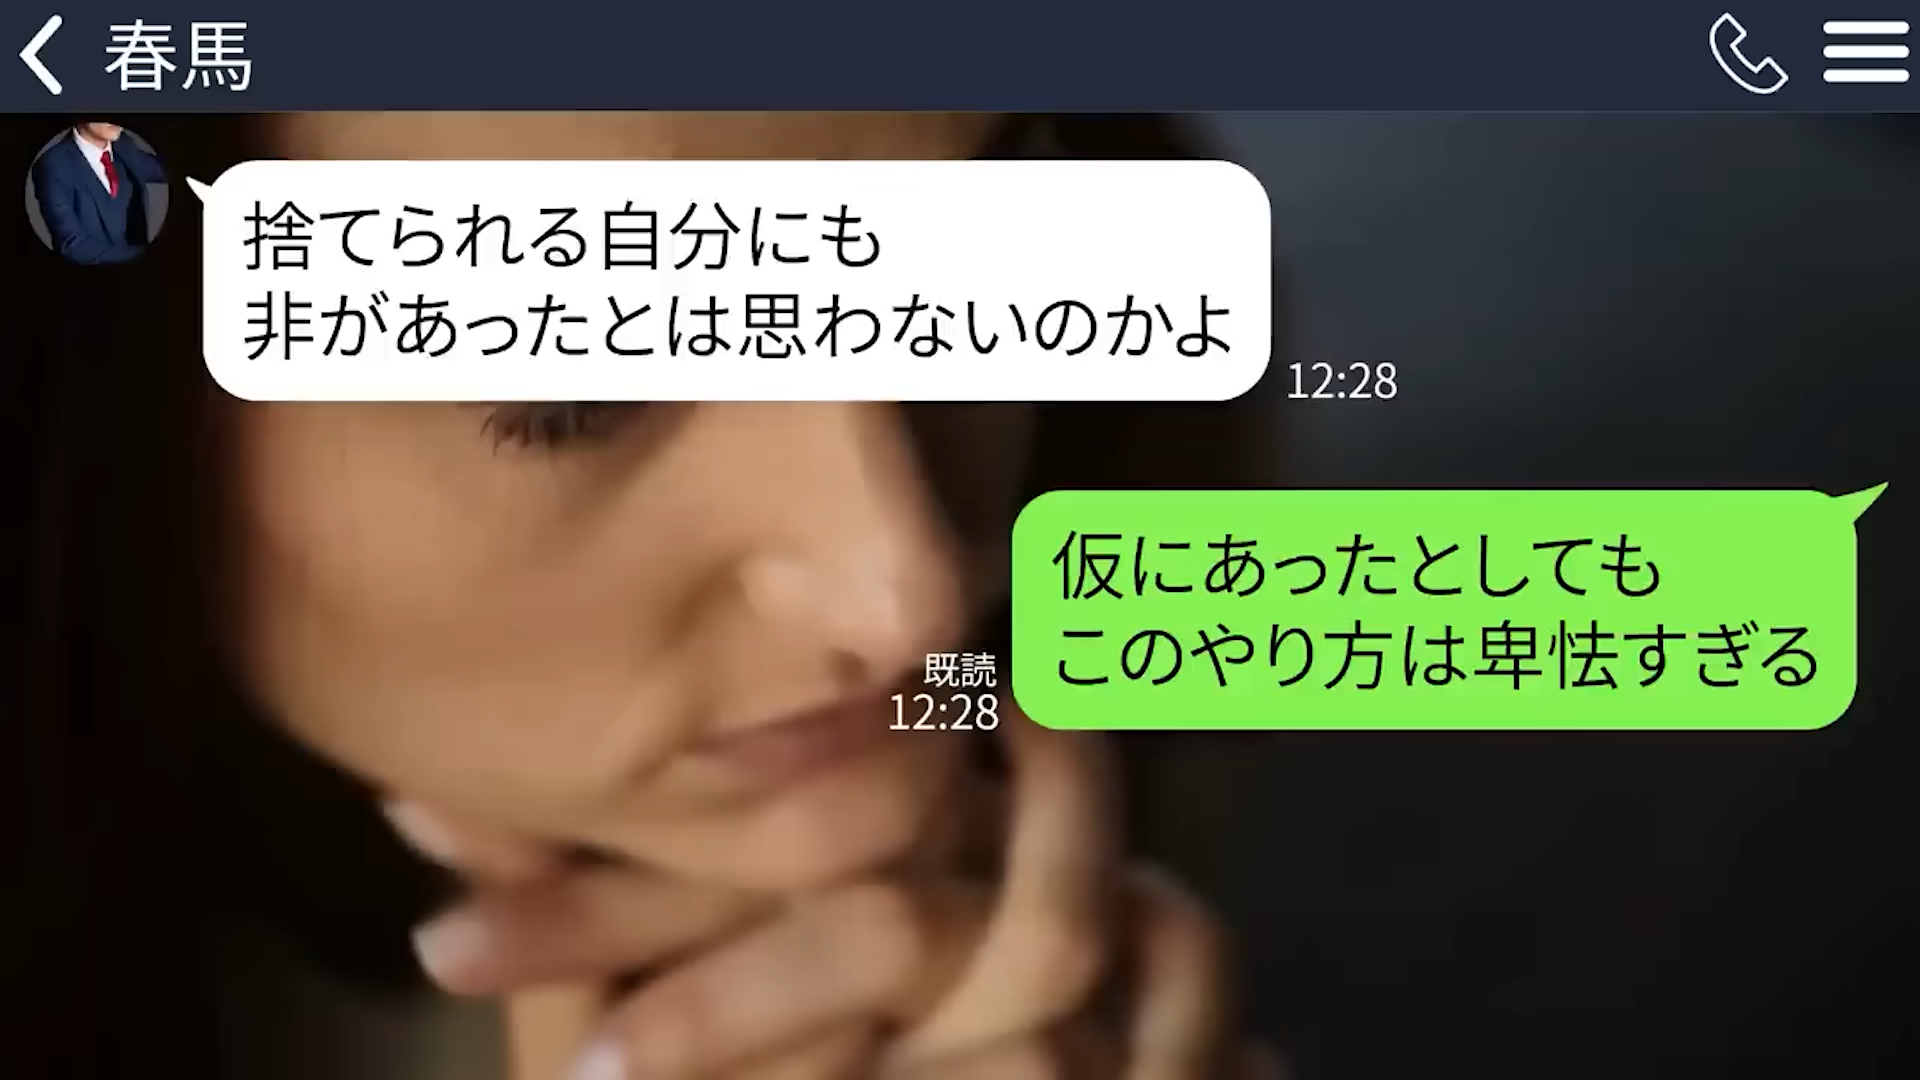 春馬
捨てられる自分にも
非があったとは思わないのかよ
12:28
仮にあったとしても
このやり方は卑怯すぎる
既読
12:28